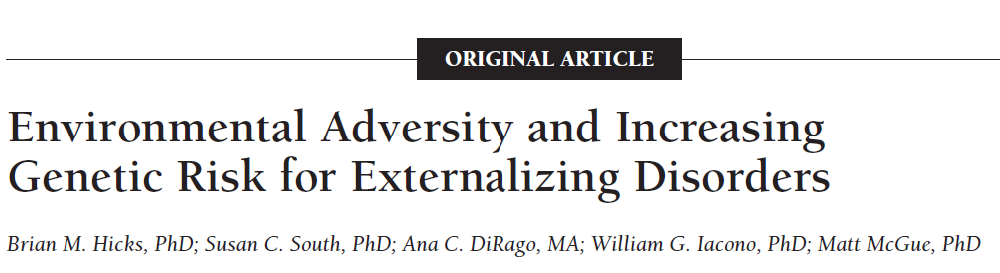 ORIGINAL ARTICLE
Environmental Adversity and Increasing
Genetic Risk for Externalizing Disorders
Brian M. Hicks, PhD; Susan C. South, PhD; Ana C. DiRago, MA; William G. Iacono, PhD; Matt McGue, PhD